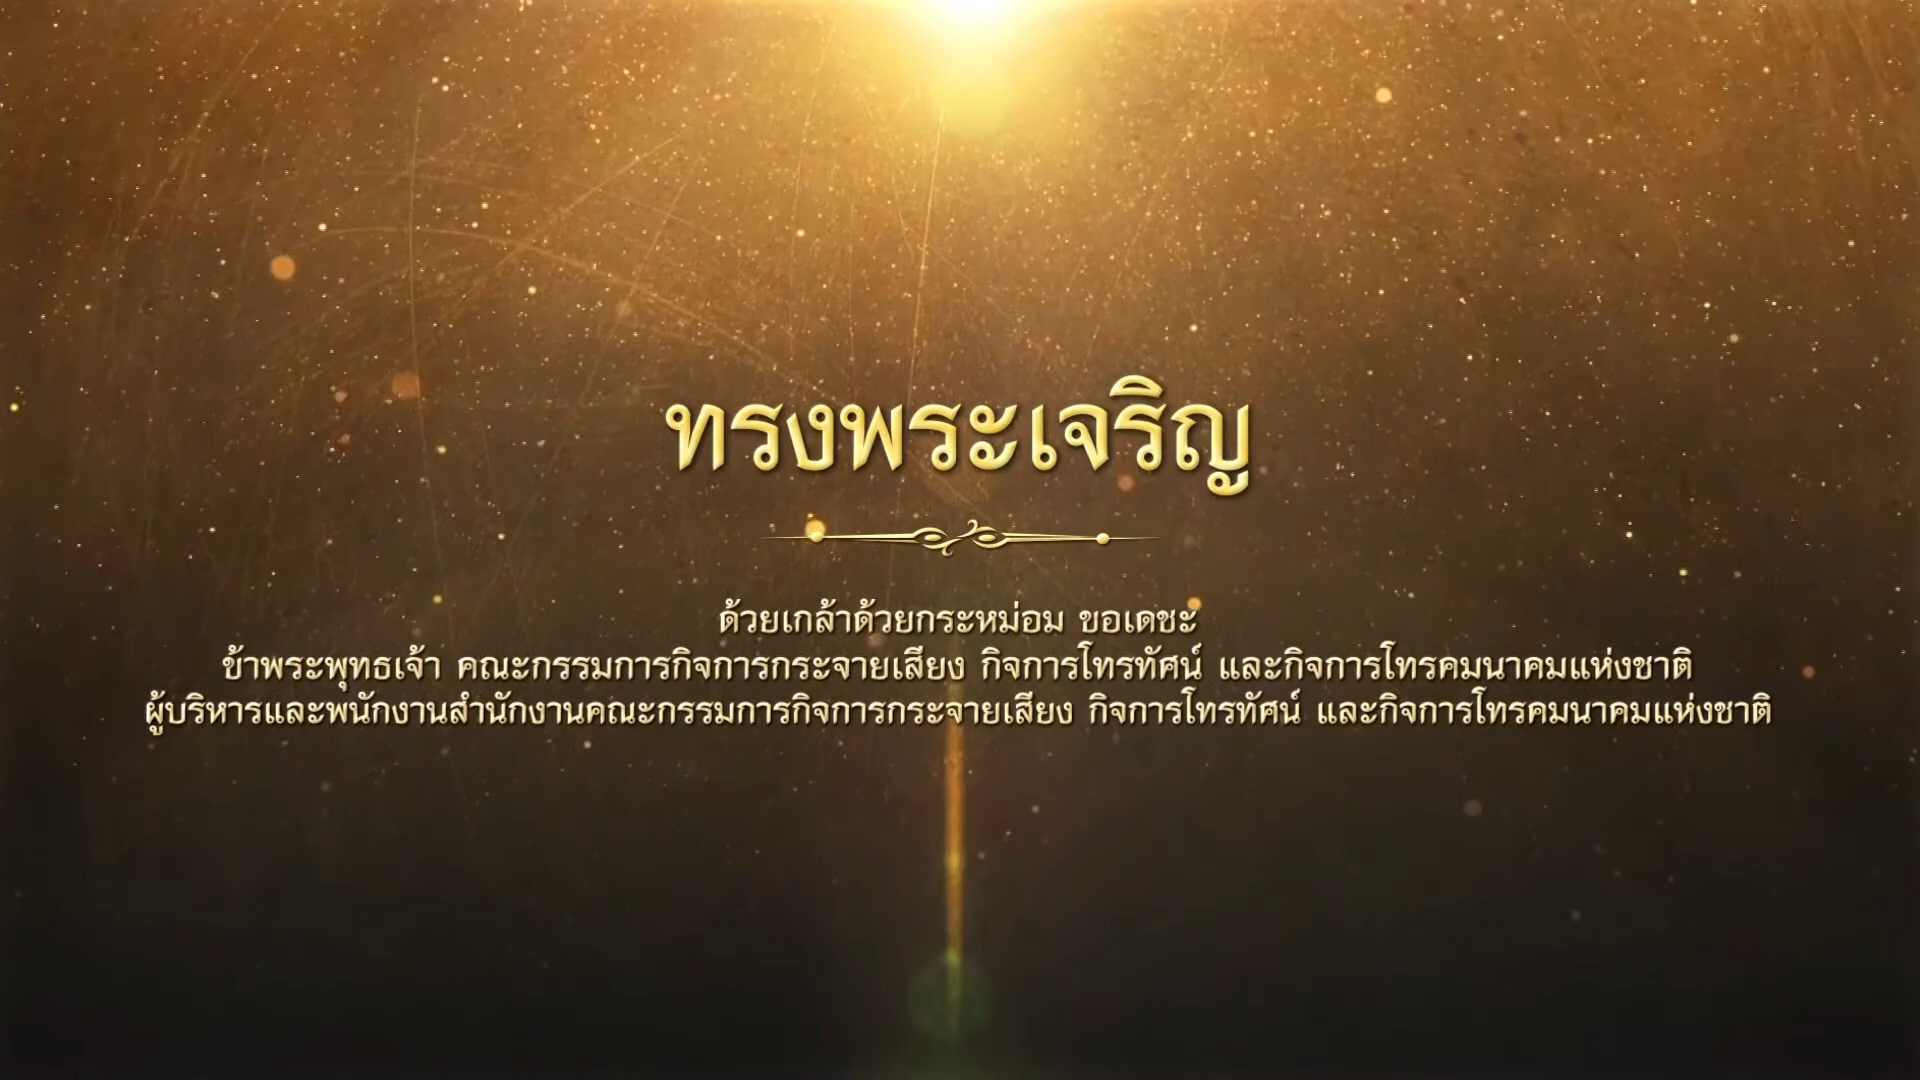 ทรงพระเจริญ
ด้วยเกล้าด้วยกระหม่อม ขอเดชะ
ข้าพระพุทธเจ้า คณะกรรมการกิจการกระจายเสียง กิจการโทรทัศน์ และกิจการโทรคมนาคมแห่งชาติ
ผู้บริหารและพนักงานสำนักงานคณะกรรมการกิจการกระจายเสียง กิจการโทรทัศน์ และกิจการโทรคมนาคมแห่งชาติ